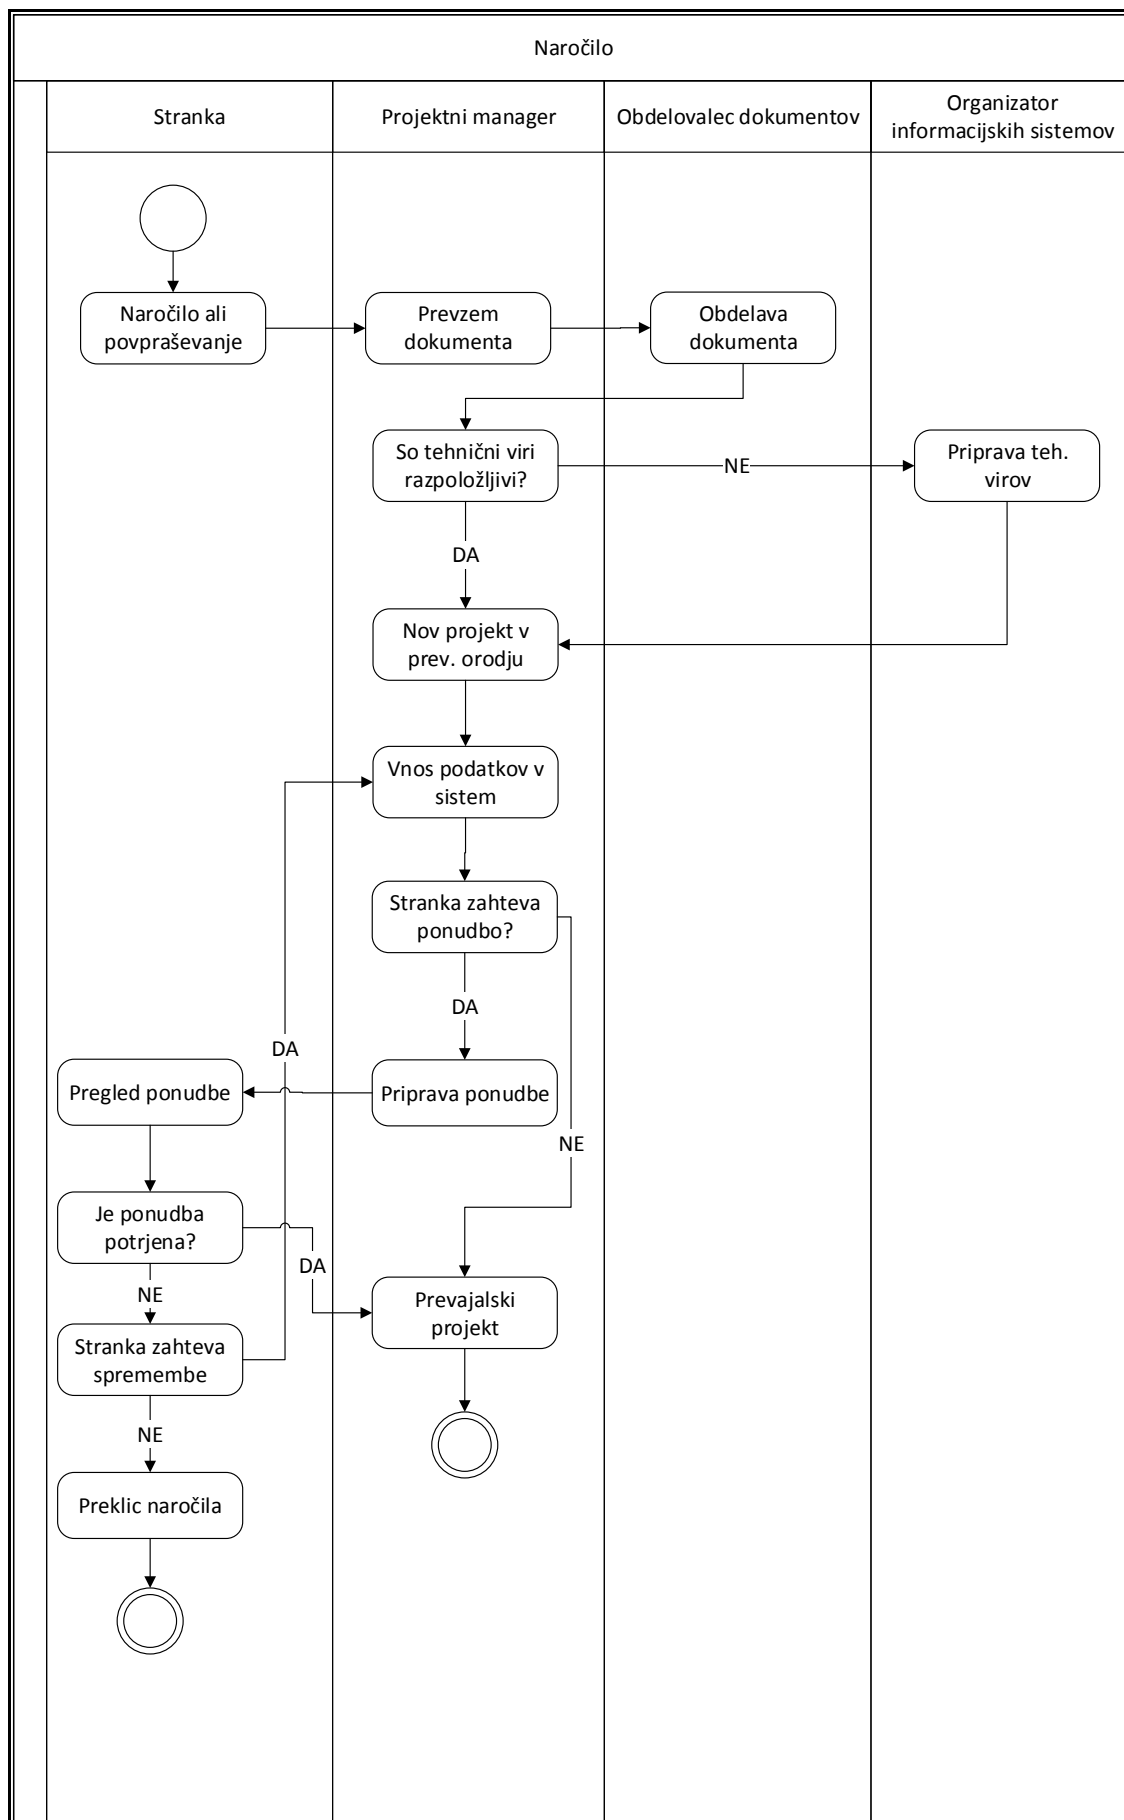 Naročilo
Stranka
Projektni manager
Obdelovalec dokumentov
Organizator
informacijskih sistemov
Naročilo ali
povpraševanje
Prevzem
dokumenta
Obdelava
dokumenta
So tehnični viri
razpoložljivi?
NE
Priprava teh.
virov
DA
Nov projekt v
prev. orodju
Vnos podatkov v
sistem
Stranka zahteva
ponudbo?
DA
DA
Pregled ponudbe
Priprava ponudbe
NE
Je ponudba
potrjena?
DA
NE
Prevajalski
projekt
Stranka zahteva
spremembe
NE
Preklic naročila